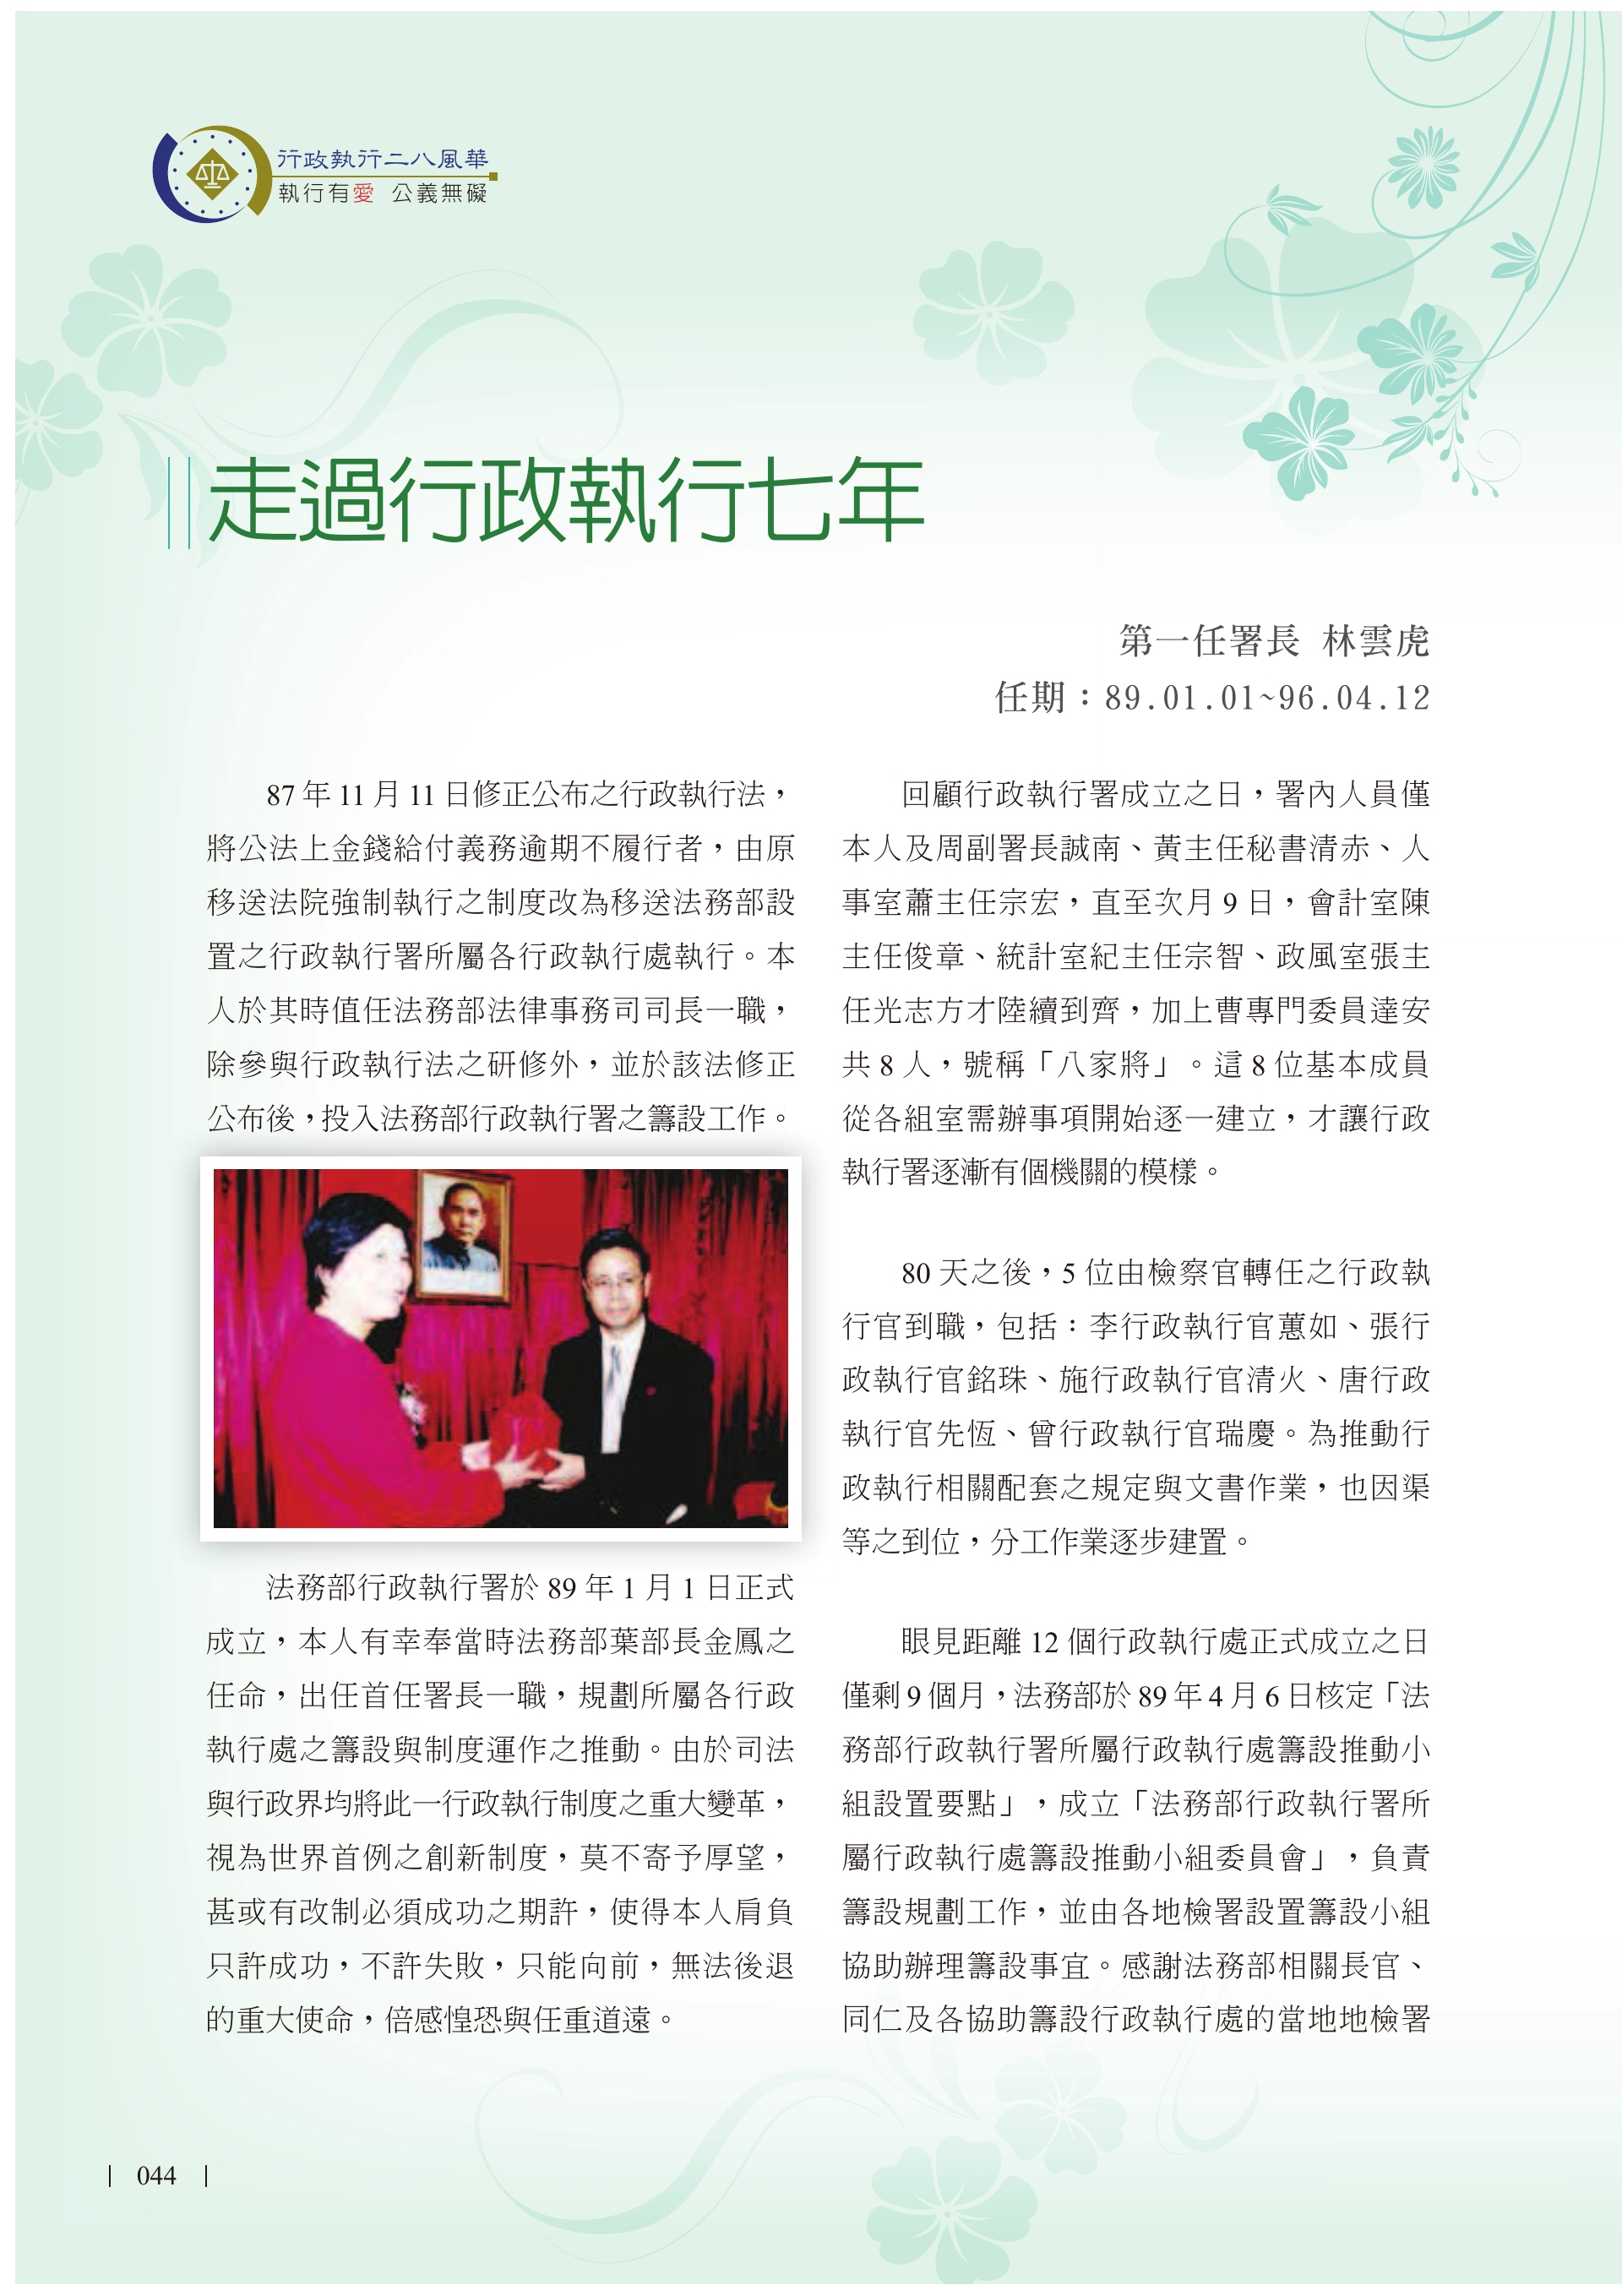 行政執行二八風華
執行有愛 公義無礙
走過行政執行七年
第一任署長 林雲虎
任期：89.01.01~96.04.12
87 年 11 月 11 日修正公布之行政執行法，
將公法上金錢給付義務逾期不履行者，由原
移送法院強制執行之制度改為移送法務部設
置之行政執行署所屬各行政執行處執行。本
人於其時值任法務部法律事務司司長一職，
除參與行政執行法之研修外，並於該法修正
公布後，投入法務部行政執行署之籌設工作。
法務部行政執行署於 89 年 1 月 1 日正式
成立，本人有幸奉當時法務部葉部長金鳳之
任命，出任首任署長一職，規劃所屬各行政
執行處之籌設與制度運作之推動。由於司法
與行政界均將此一行政執行制度之重大變革，
視為世界首例之創新制度，莫不寄予厚望，
甚或有改制必須成功之期許，使得本人肩負
只許成功，不許失敗，只能向前，無法後退
的重大使命，倍感惶恐與任重道遠。
回顧行政執行署成立之日，署內人員僅
本人及周副署長誠南、黃主任秘書清赤、人
事室蕭主任宗宏，直至次月 9 日，會計室陳
主任俊章、統計室紀主任宗智、政風室張主
任光志方才陸續到齊，加上曹專門委員達安
共 8 人，號稱「八家將」。這 8 位基本成員
從各組室需辦事項開始逐一建立，才讓行政
執行署逐漸有個機關的模樣。
80 天之後，5 位由檢察官轉任之行政執
行官到職，包括：李行政執行官蕙如、張行
政執行官銘珠、施行政執行官清火、唐行政
執行官先恆、曾行政執行官瑞慶。為推動行
政執行相關配套之規定與文書作業，也因渠
等之到位，分工作業逐步建置。
眼見距離 12 個行政執行處正式成立之日
僅剩 9 個月，法務部於 89 年 4 月 6 日核定「法
務部行政執行署所屬行政執行處籌設推動小
組設置要點」，成立「法務部行政執行署所
屬行政執行處籌設推動小組委員會」，負責
籌設規劃工作，並由各地檢署設置籌設小組
協助辦理籌設事宜。感謝法務部相關長官、
同仁及各協助籌設行政執行處的當地地檢署
044